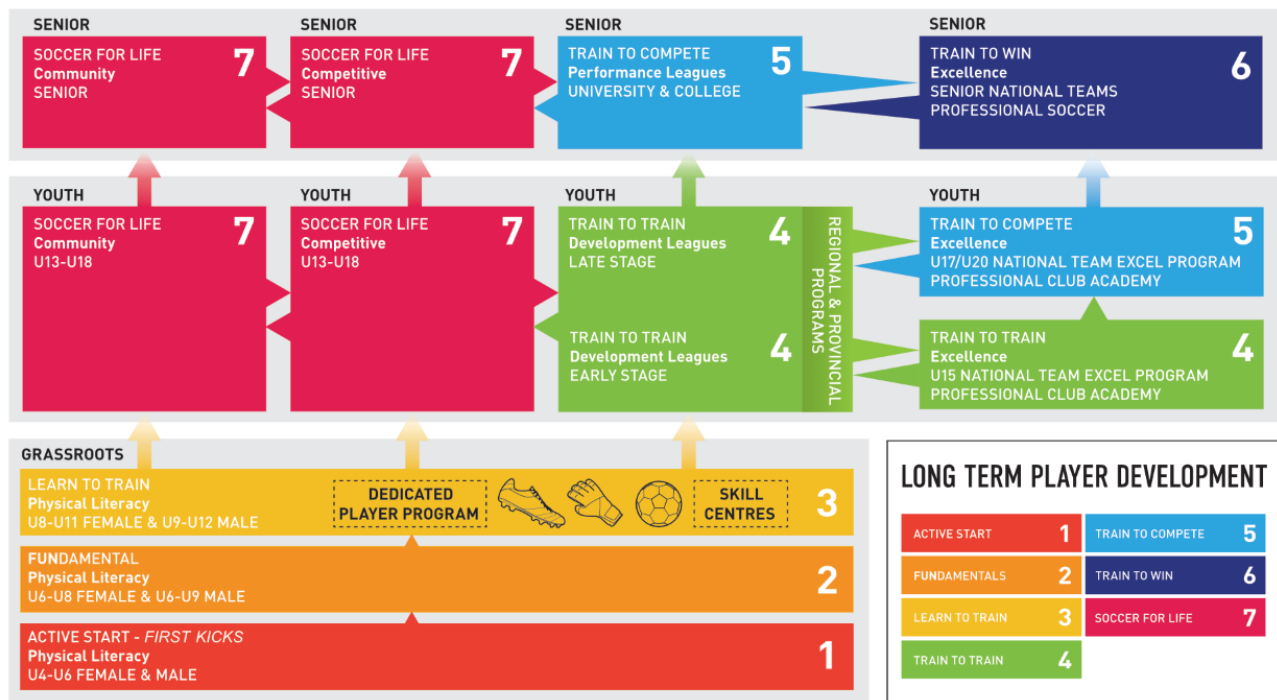 SENIOR
SOCCER FOR LIFE
Community
SENIOR
7
SENIOR
SOCCER FOR LIFE
Competitive
SENIOR
7
SENIOR
TRAIN TO COMPETE
Performance Leagues
UNIVERSITY & COLLEGE
5
SENIOR
TRAIN TO WIN
Excellence
SENIOR NATIONAL TEAMS
PROFESSIONAL SOCCER
6
YOUTH
SOCCER FOR LIFE
Community
U13-U18
7
YOUTH
SOCCER FOR LIFE
Competitive
U13-U18
7
YOUTH
TRAIN TO TRAIN
Development Leagues
LATE STAGE
4
TRAIN TO TRAIN
Development Leagues
EARLY STAGE
4
REGIONAL & PROVINCIAL
PROGRAMS
YOUTH
TRAIN TO COMPETE
Excellence
U17/U20 NATIONAL TEAM EXCEL PROGRAM
PROFESSIONAL CLUB ACADEMY
5
TRAIN TO TRAIN
Excellence
U15 NATIONAL TEAM EXCEL PROGRAM
PROFESSIONAL CLUB ACADEMY
4
GRASSROOTS
LEARN TO TRAIN
Physical Literacy
U8-U11 FEMALE & U9-U12 MALE
DEDICATED
PLAYER PROGRAM
SKILL
CENTRES
3
FUNDAMENTAL
Physical Literacy
U6-U8 FEMALE & U6-U9 MALE
2
ACTIVE START - FIRST KICKS
Physical Literacy
U4-U6 FEMALE & MALE
1
LONG TERM PLAYER DEVELOPMENT
ACTIVE START 1
FUNDAMENTALS 2
LEARN TO TRAIN 3
TRAIN TO TRAIN 4
TRAIN TO COMPETE 5
TRAIN TO WIN 6
SOCCER FOR LIFE 7